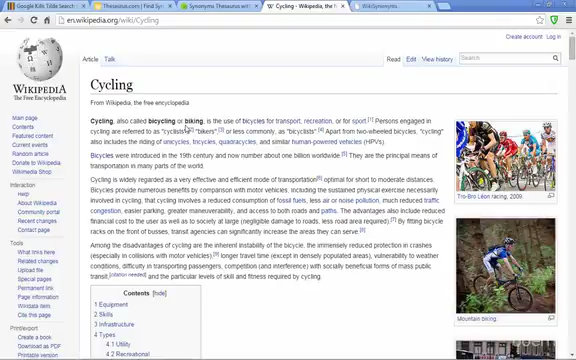 Google Kills Tilde Search
Thesaurus.com | Find Syn
Synonyms Thesaurus with
Cycling - Wikipedia, the f
WikiSynonyms
en.wikipedia.org/wiki/Cycling
Create account Log in
Article Talk Read Edit View history Search
WIKIPEDIA
The Free Encyclopedia
Main page
Contents
Featured content
Current events
Random article
Donate to Wikipedia
Wikimedia Shop
Interaction
Help
About Wikipedia
Community portal
Recent changes
Contact page
Tools
What links here
Related changes
Upload file
Special pages
Permanent link
Page information
Wikidata item
Cite this page
Print/export
Create a book
Download as PDF
Printable version
Cycling
From Wikipedia, the free encyclopedia
Cycling, also called bicycling or biking, is the use of bicycles for transport, recreation, or for sport.[1] Persons engaged in
cycling are referred to as "cyclists",[2] "bikers",[3] or less commonly, as "bicyclists".[4] Apart from two-wheeled bicycles, "cycling"
also includes the riding of unicycles, tricycles, quadracycles, and similar human-powered vehicles (HPVs).
Bicycles were introduced in the 19th century and now number about one billion worldwide.[5] They are the principal means of
transportation in many parts of the world.
Cycling is widely regarded as a very effective and efficient mode of transportation[6] optimal for short to moderate distances.
Bicycles provide numerous benefits by comparison with motor vehicles, including the sustained physical exercise necessarily
involved in cycling, that cycling involves a reduced consumption of fossil fuels, less air or noise pollution, much reduced traffic
congestion, easier parking, greater maneuverability, and access to both roads and paths. The advantages also include reduced
financial cost to the user as well as to society at large (negligible damage to roads, less road area required).[7] By fitting bicycle
racks on the front of busses, transit agencies can significantly increase the areas they can serve.[8]
Among the disadvantages of cycling are the inherent instability of the bicycle, the immensely reduced protection in crashes
(especially in collisions with motor vehicles),[9] longer travel time (except in densely populated areas), vulnerability to weather
conditions, difficulty in transporting passengers, competition (and interference) with socially beneficial forms of mass public
transit,[citation needed] and the particular levels of skill and fitness required by cycling.
Contents [hide]
1 Equipment
2 Skills
3 Infrastructure
4 Types
4.1 Utility
4.2 Recreational
Tro-Bro Léon racing, 2009.
Mountain biking.